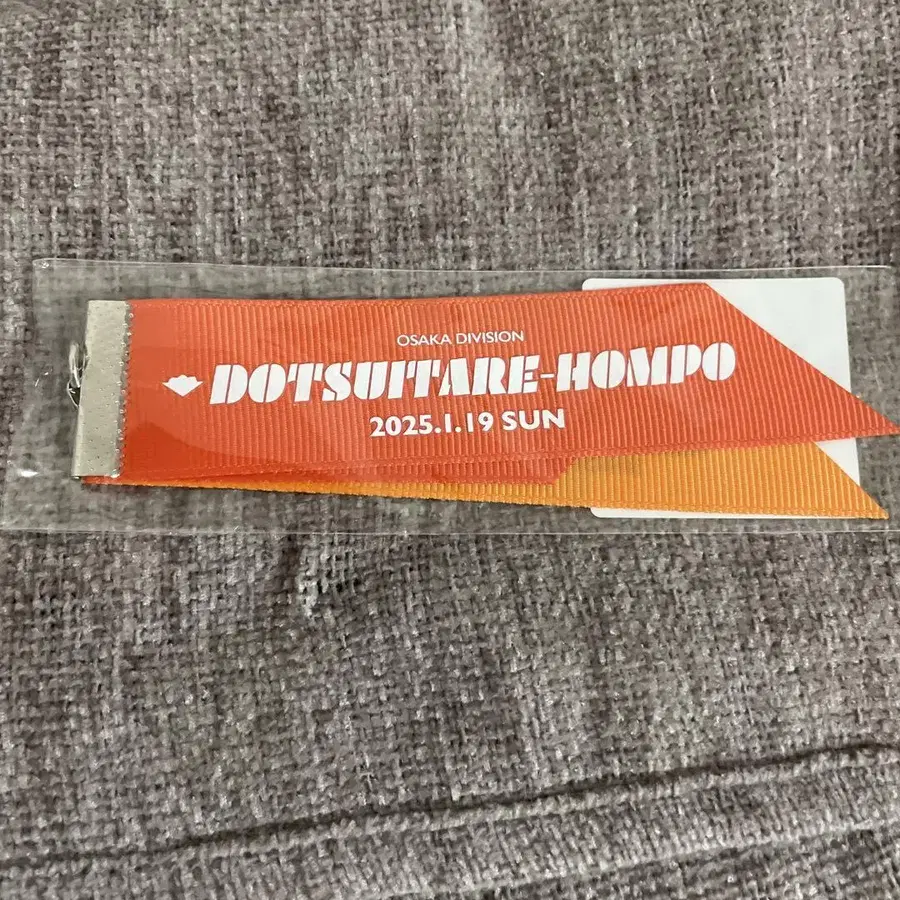 OSAKA DIVISION
DOTSUITARE-HOMPO
2025.1.19 SUN